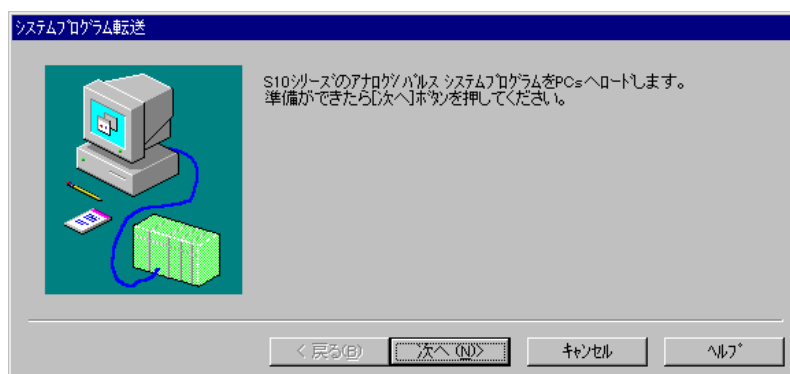 システムプログラム転送
S10シリーズのアナログ/パルス システムプログラムをPCsへロードします。
準備ができたら[次へ]ボタンを押してください。
< 戻る(B)
次へ (N)>
キャンセル
ヘルプ